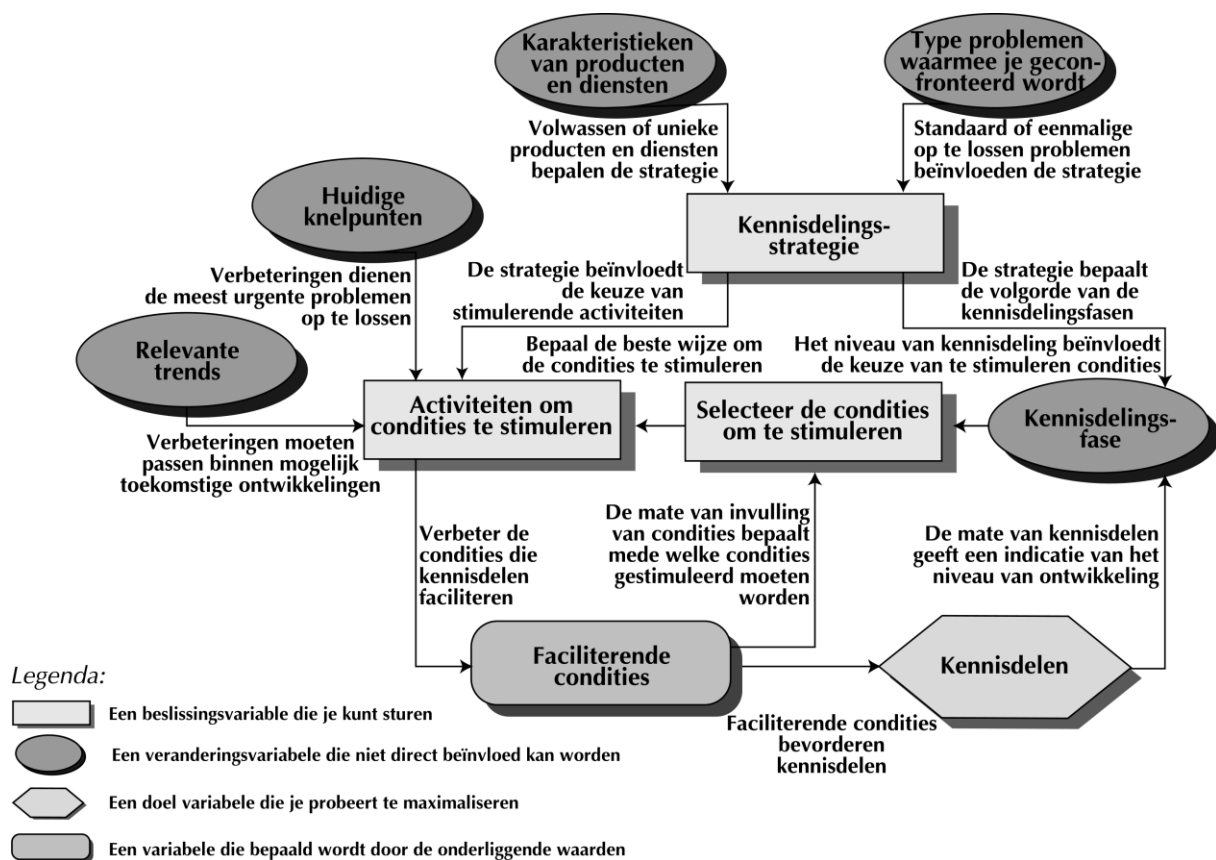 Karakteristieken
van producten
en diensten
Type problemen
waarmee je gecon-
fronteerd wordt
Volwassen of unieke
producten en diensten
bepalen de strategie
Standaard of eenmalige
op te lossen problemen
beïnvloeden de strategie
Huidige
knelpunten
Kennisdelings-
strategie
Verbeteringen dienen
de meest urgente problemen
op te lossen
De strategie beïnvloedt
de keuze van
stimulerende activiteiten
De strategie bepaalt
de volgorde van de
kennisdelingsfasen
Relevante
trends
Bepaal de beste wijze om
de condities te stimuleren
Het niveau van kennisdeling beïnvloedt
de keuze van te stimuleren condities
Activiteiten om
condities te stimuleren
Selecteer de condities
om te stimuleren
Kennisdelings-
fase
Verbeteringen moeten
passen binnen mogelijk
toekomstige ontwikkelingen
Verbeter de
condities die
kennisdelen
faciliteren
De mate van invulling
van condities bepaalt
mede welke condities
gestimuleerd moeten
worden
De mate van kennisdelen
geeft een indicatie van het
niveau van ontwikkeling
Faciliterende
condities
Kennisdelen
Faciliterende condities
bevorderen
kennisdelen
Legenda:
Een beslissingsvariable die je kunt sturen
Een veranderingsvariabele die niet direct beïnvloed kan worden
Een doel variabele die je probeert te maximaliseren
Een variabele die bepaald wordt door de onderliggende waarden